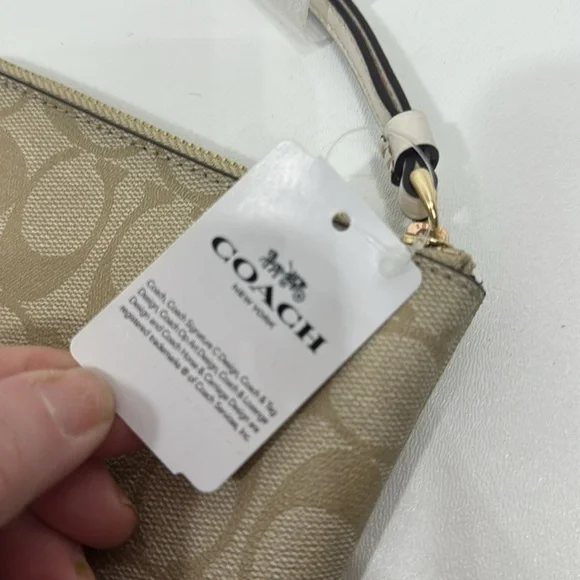 COACH
NEW YORK
Coach, Coach Signature C Design, Coach & Tag
Design, Coach Op Art Design, Coach & Lozenge
Design and Coach Horse & Carriage Design are
registered trademarks ® of Coach Services, Inc.